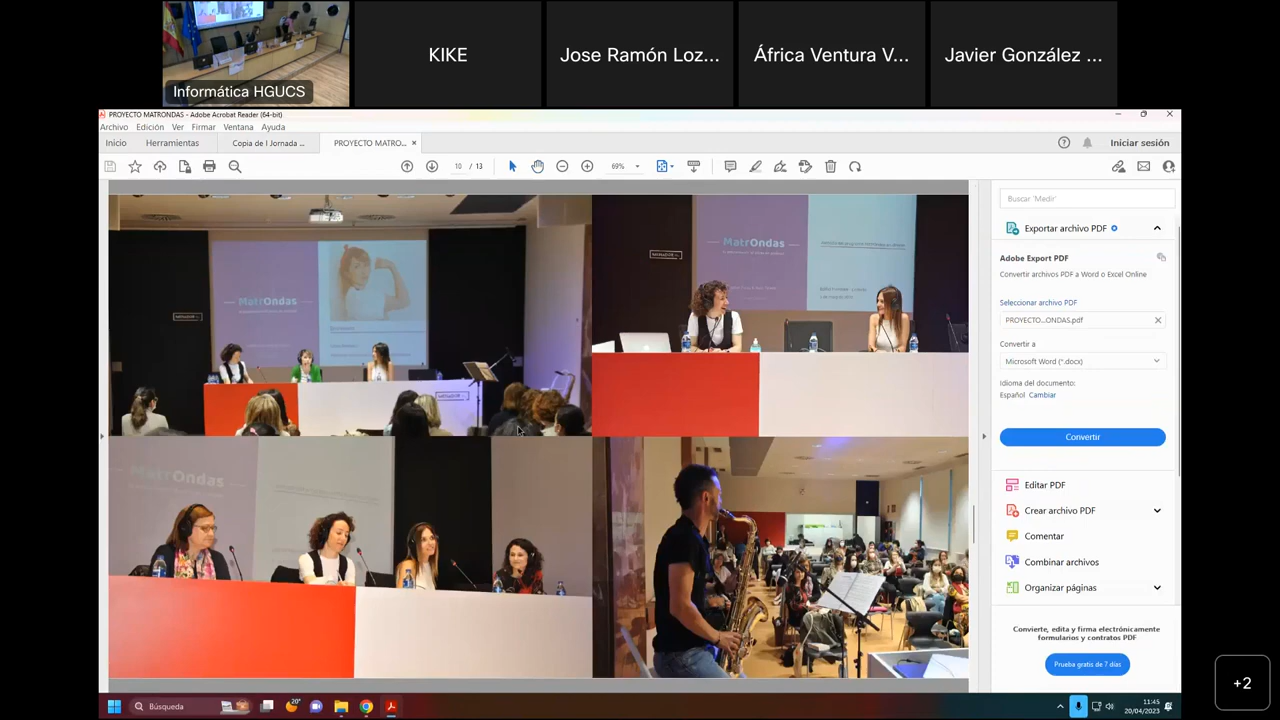 Informática HGUCS
KIKE
Jose Ramón Loz...
África Ventura V...
Javier González ...
PROYECTO MATRONDAS - Adobe Acrobat Reader (64-bit)
Archivo Edición Ver Firmar Ventana Ayuda
Inicio Herramientas Copia de I Jornada ... PROYECTO MATRO... ×
Iniciar sesión
10 / 13
69%
Buscar 'Medir'
Exportar archivo PDF
Adobe Export PDF
Convertir archivos PDF a Word o Excel Online
Seleccionar archivo PDF
PROYECTO...ONDAS.pdf
Convertir a
Microsoft Word (*.docx)
Idioma del documento:
Español Cambiar
Convertir
Editar PDF
Crear archivo PDF
Comentar
Combinar archivos
Organizar páginas
Convierte, edita y firma electrónicamente
formularios y contratos PDF
Prueba gratis de 7 días
MatrOndas
MatrOndas
MatrOndas
Búsqueda
20°
11:45
20/04/2023
+2